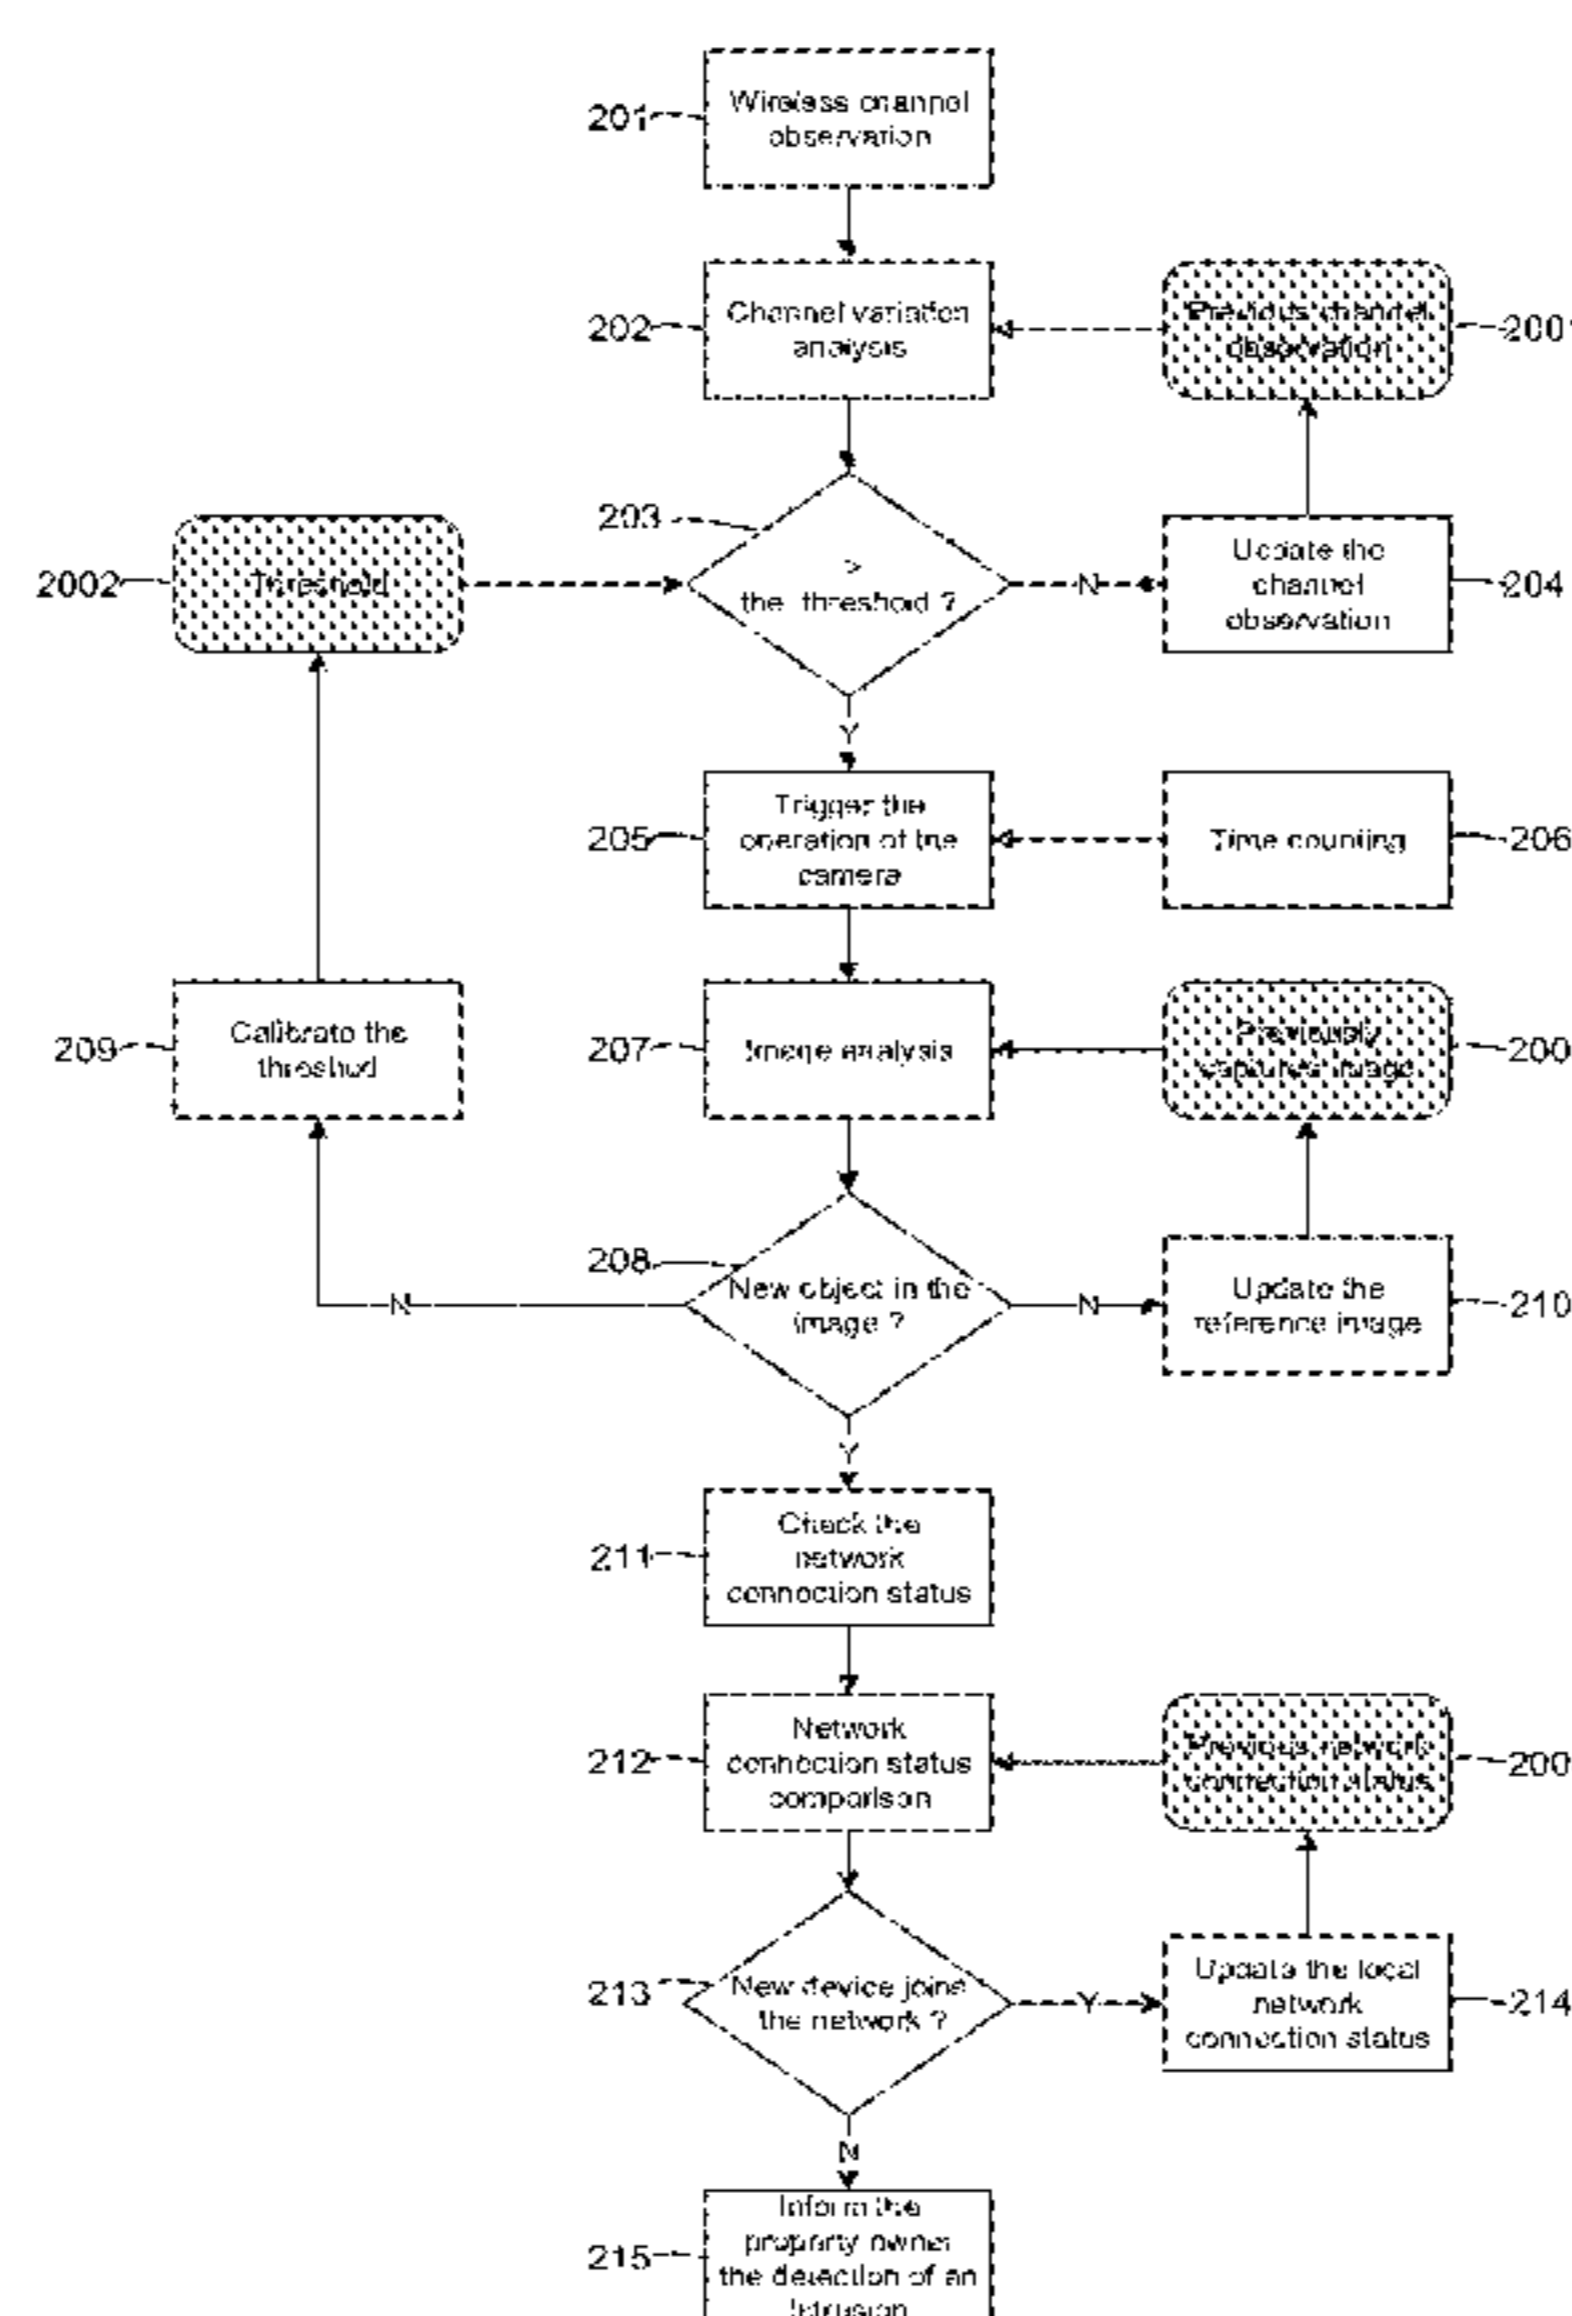 201
Wireless channel
observation
202
Channel variation
analysis
Previous channel
observation
200
203
>
the threshold ?
2002
Threshold
N
Update the
channel
observation
204
Y
205
Trigger the
operation of the
camera
Time counting
206
209
Calibrate the
threshod
207
Image analysis
Previously
captured image
200
208
New object in the
image ?
N
N
Update the
reference image
210
Y
211
Check the
network
connection status
212
Network
connection status
comparison
Previous network
connection status
200
213
New device joins
the network ?
Y
Update the local
network
connection status
214
N
215
Inform the
property owner
the detection of an
intrusion